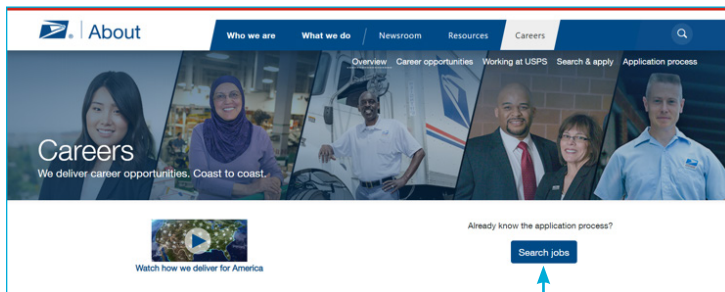 About
Who we are What we do Newsroom Resources Careers
Overview Career opportunities Working at USPS Search & apply Application process
Careers
We deliver career opportunities. Coast to coast.
Already know the application process?
Search jobs
Watch how we deliver for America